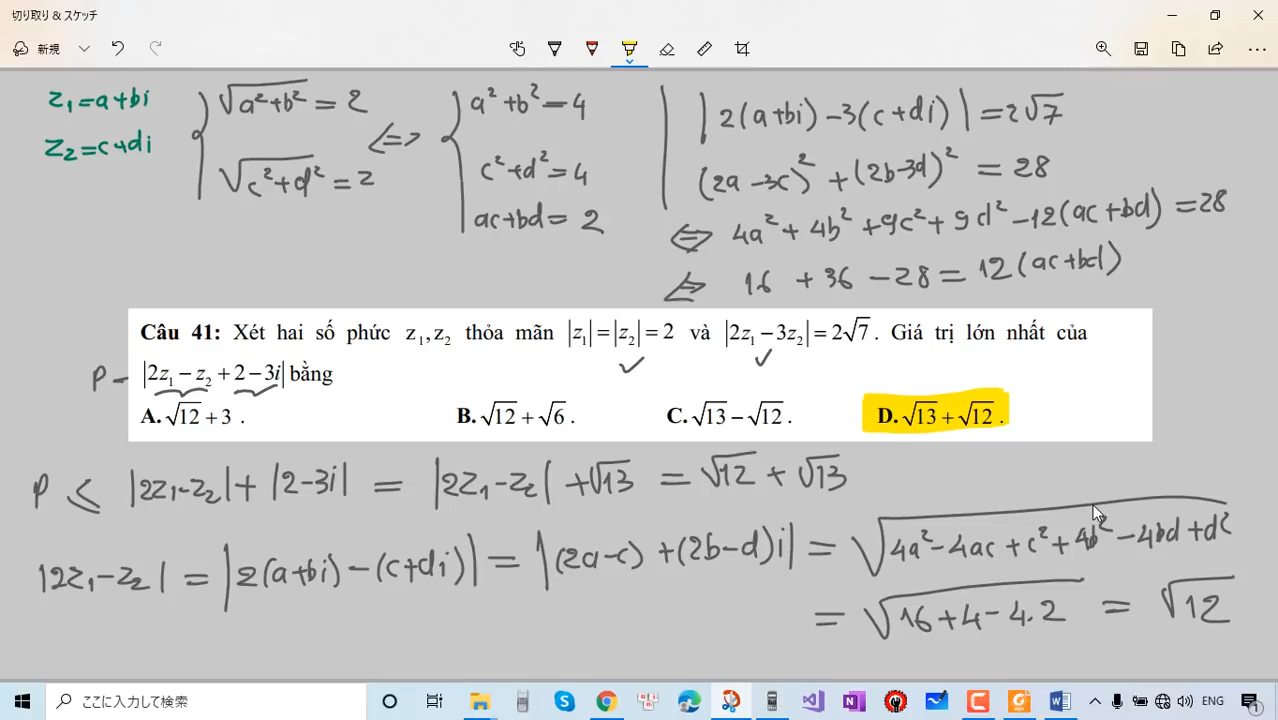 切り取り & スケッチ
新規
z₁=a+bi
z₂=c+di
√(a²+b²) = 2
√(c²+d²) = 2
<=>
a²+b²=4
c²+d²=4
ac+bd=2
|2(a+bi)-3(c+di)|=2√7
(2a-3c)²+(2b-3d)²=28
<=> 4a²+4b²+9c²+9d²-12(ac+bd)=28
<=> 16+36-28=12(ac+bd)
Câu 41: Xét hai số phức z₁,z₂ thỏa mãn |z₁|=|z₂|=2 và |2z₁-3z₂|=2√7. Giá trị lớn nhất của
P - |2z₁-z₂+2-3i| bằng
A. √12+3 . B. √12+√6. C. √13-√12. D. √13+√12.
P ≤ |2z₁-z₂|+|2-3i| = |2z₁-z₂|+√13 = √12+√13
|2z₁-z₂| = |2(a+bi)-(c+di)| = |(2a-c)+(2b-d)i| = √(4a²-4ac+c²+4b²-4bd+d²)
= √(16+4-4.2) = √12
ここに入力して検索
ENG